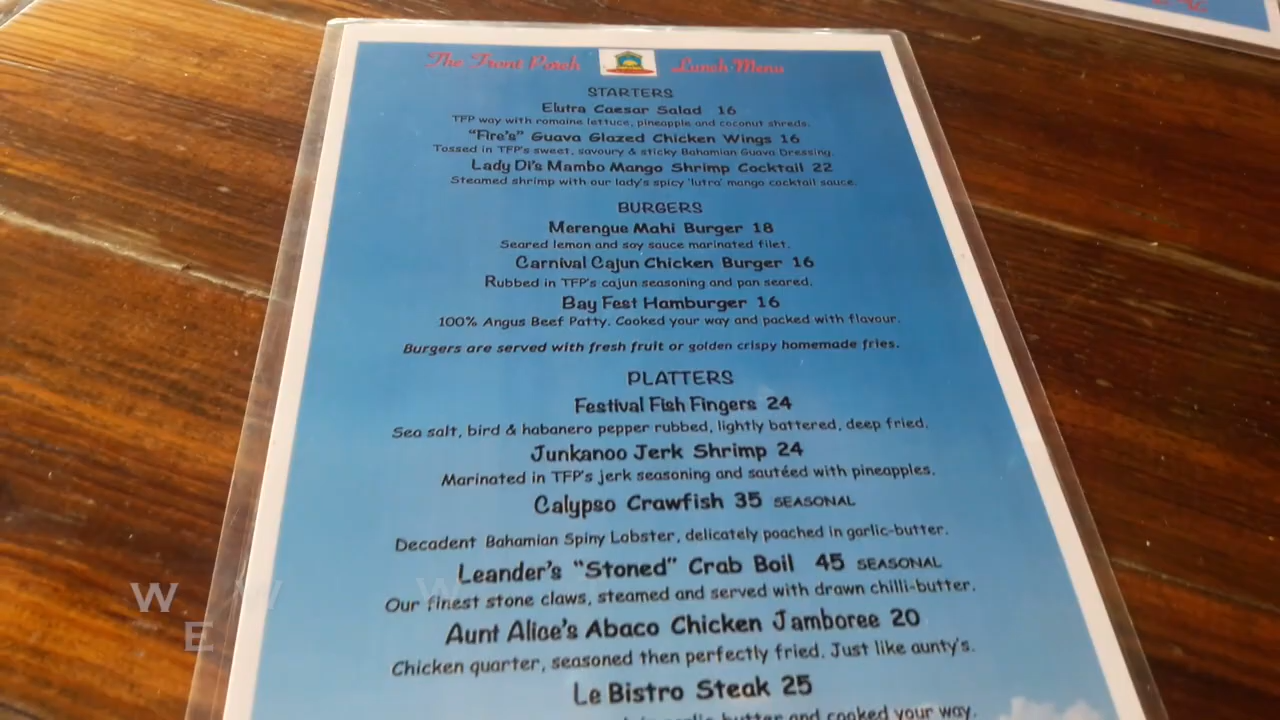 The Front Porch Lunch Menu
STARTERS
Elutra Caesar Salad 16
TFP way with romaine lettuce, pineapple and coconut shreds.
"Fire's" Guava Glazed Chicken Wings 16
Tossed in TFP's sweet, savoury & sticky Bahamian Guava Dressing.
Lady Di's Mambo Mango Shrimp Cocktail 22
Steamed shrimp with our lady's spicy 'lutra' mango cocktail sauce.
BURGERS
Merengue Mahi Burger 18
Seared lemon and soy sauce marinated filet.
Carnival Cajun Chicken Burger 16
Rubbed in TFP's cajun seasoning and pan seared.
Bay Fest Hamburger 16
100% Angus Beef Patty. Cooked your way and packed with flavour.
Burgers are served with fresh fruit or golden crispy homemade fries.
PLATTERS
Festival Fish Fingers 24
Sea salt, bird & habanero pepper rubbed, lightly battered, deep fried.
Junkanoo Jerk Shrimp 24
Marinated in TFP's jerk seasoning and sautéed with pineapples.
Calypso Crawfish 35 SEASONAL
Decadent Bahamian Spiny Lobster, delicately poached in garlic-butter.
Leander's "Stoned" Crab Boil 45 SEASONAL
Our finest stone claws, steamed and served with drawn chilli-butter.
Aunt Alice's Abaco Chicken Jamboree 20
Chicken quarter, seasoned then perfectly fried. Just like aunty's.
Le Bistro Steak 25
garlic-butter and cooked your way.
W W W
E